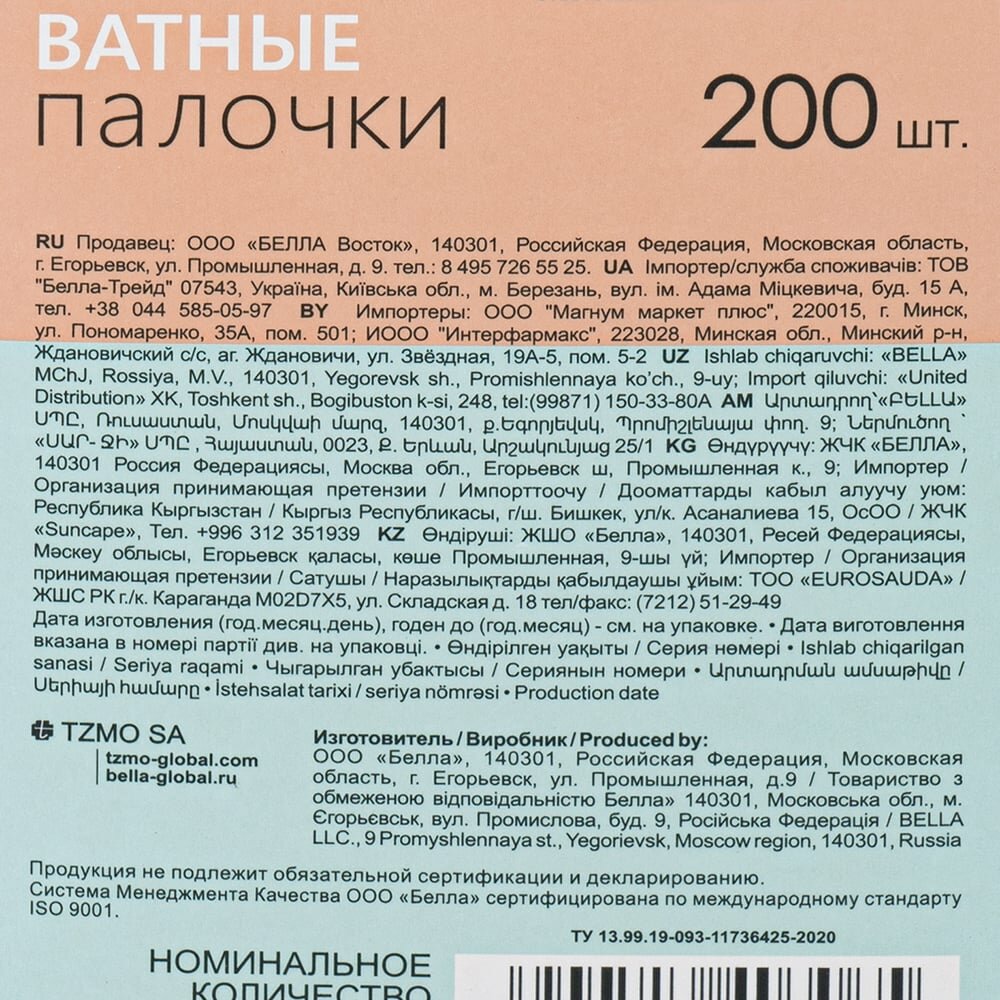 ВАТНЫЕ
палочки
200 шт.
RU Продавец: ООО «БЕЛЛА Восток», 140301, Российская Федерация, Московская область,
г. Егорьевск, ул. Промышленная, д. 9. тел.: 8 495 726 55 25. UA Імпортер/служба споживачів: ТОВ
"Белла-Трейд" 07543, Україна, Київська обл., м. Березань, вул. ім. Адама Міцкевича, буд. 15 А,
тел. +38 044 585-05-97 BY Импортеры: ООО "Магнум маркет плюс", 220015, г. Минск,
ул. Пономаренко, 35А, пом. 501; ИООО "Интерфармакс", 223028, Минская обл., Минский р-н,
Ждановичский с/с, аг. Ждановичи, ул. Звёздная, 19А-5, пом. 5-2 UZ Ishlab chiqaruvchi: «BELLA»
MChJ, Rossiya, M.V., 140301, Yegorevsk sh., Promishlennaya ko'ch., 9-uy; Import qiluvchi: «United
Distribution» XK, Toshkent sh., Bogibuston k-si, 248, tel:(99871) 150-33-80A AM Արտադրող՝«ԲԵԼԼԱ»
ՍՊԸ, Ռուսաստան, Մոսկվայի մարզ, 140301, ք.Եգորյեվսկ, Պրոմիշլենայա փող. 9; Ներմուծող ՝
«ՍԱՐ- ՋԻ» ՍՊԸ , Հայաստան, 0023, Ք. Երևան, Արշակունյաց 25/1 KG Өндүрүүчү: ЖЧК «БЕЛЛА»,
140301 Россия Федерациясы, Москва обл., Егорьевск ш, Промышленная к., 9; Импортер /
Организация принимающая претензии / Импорттоочу / Дооматтарды кабыл алуучу уюм:
Республика Кыргызстан / Кыргыз Республикасы, г/ш. Бишкек, ул/к. Асаналиева 15, ОсОО / ЖЧК
«Suncape», Тел. +996 312 351939 KZ Өндіруші: ЖШО «Белла», 140301, Ресей Федерациясы,
Мәскеу облысы, Егорьевск қаласы, көше Промышленная, 9-шы үй; Импортер / Организация
принимающая претензии / Сатушы / Наразылықтарды қабылдаушы ұйым: ТОО «EUROSAUDA» /
ЖШС РК г./к. Караганда M02D7X5, ул. Складская д. 18 тел/факс: (7212) 51-29-49
Дата изготовления (год.месяц.день), годен до (год.месяц) - см. на упаковке. • Дата виготовлення
вказана в номері партії див. на упаковці. • Өндірілген уақыты / Серия нөмері • Ishlab chiqarilgan
sanasi / Seriya raqami • Чыгарылган убактысы / Сериянын номери • Արտադրման ամսաթիվը /
Սերիայի համարը • İstehsalat tarixi / seriya nömrəsi • Production date
TZMO SA
tzmo-global.com
bella-global.ru
Изготовитель / Виробник / Produced by:
ООО «Белла», 140301, Российская Федерация, Московская
область, г. Егорьевск, ул. Промышленная, д.9 / Товариство з
обмеженою відповідальністю Белла» 140301, Московська обл., м.
Єгорьєвськ, вул. Промислова, буд. 9, Російська Федерація / BELLA
LLC., 9 Promyshlennaya st., Yegorievsk, Moscow region, 140301, Russia
Продукция не подлежит обязательной сертификации и декларированию.
Система Менеджмента Качества ООО «Белла» сертифицирована по международному стандарту
ISO 9001.
ТУ 13.99.19-093-11736425-2020
НОМИНАЛЬНОЕ
КОЛИЧЕСТВО